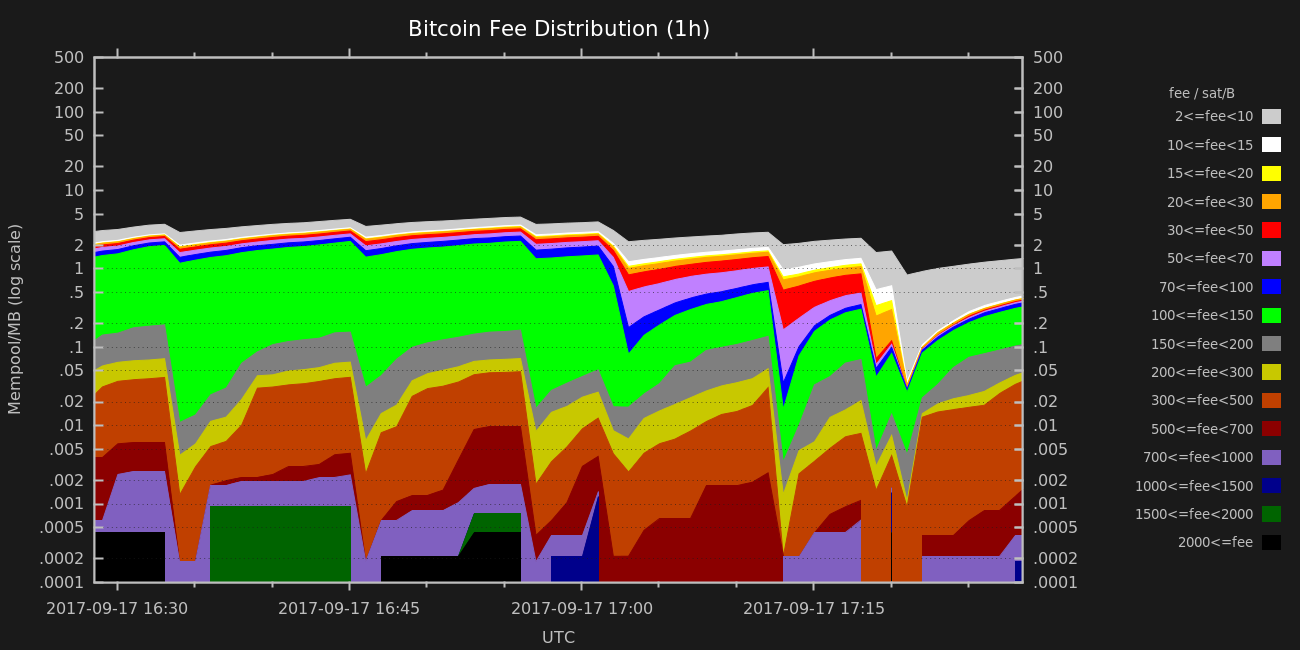 Bitcoin Fee Distribution (1h)
500 500
200 200
100 100
50 50
20 20
10 10
5 5
2 2
1 1
.5 .5
.2 .2
.1 .1
.05 .05
.02 .02
.01 .01
.005 .005
.002 .002
.001 .001
.0005 .0005
.0002 .0002
.0001 .0001
Mempool/MB (log scale)
2017-09-17 16:30 2017-09-17 16:45 2017-09-17 17:00 2017-09-17 17:15
UTC
fee / sat/B
2<=fee<10
10<=fee<15
15<=fee<20
20<=fee<30
30<=fee<50
50<=fee<70
70<=fee<100
100<=fee<150
150<=fee<200
200<=fee<300
300<=fee<500
500<=fee<700
700<=fee<1000
1000<=fee<1500
1500<=fee<2000
2000<=fee